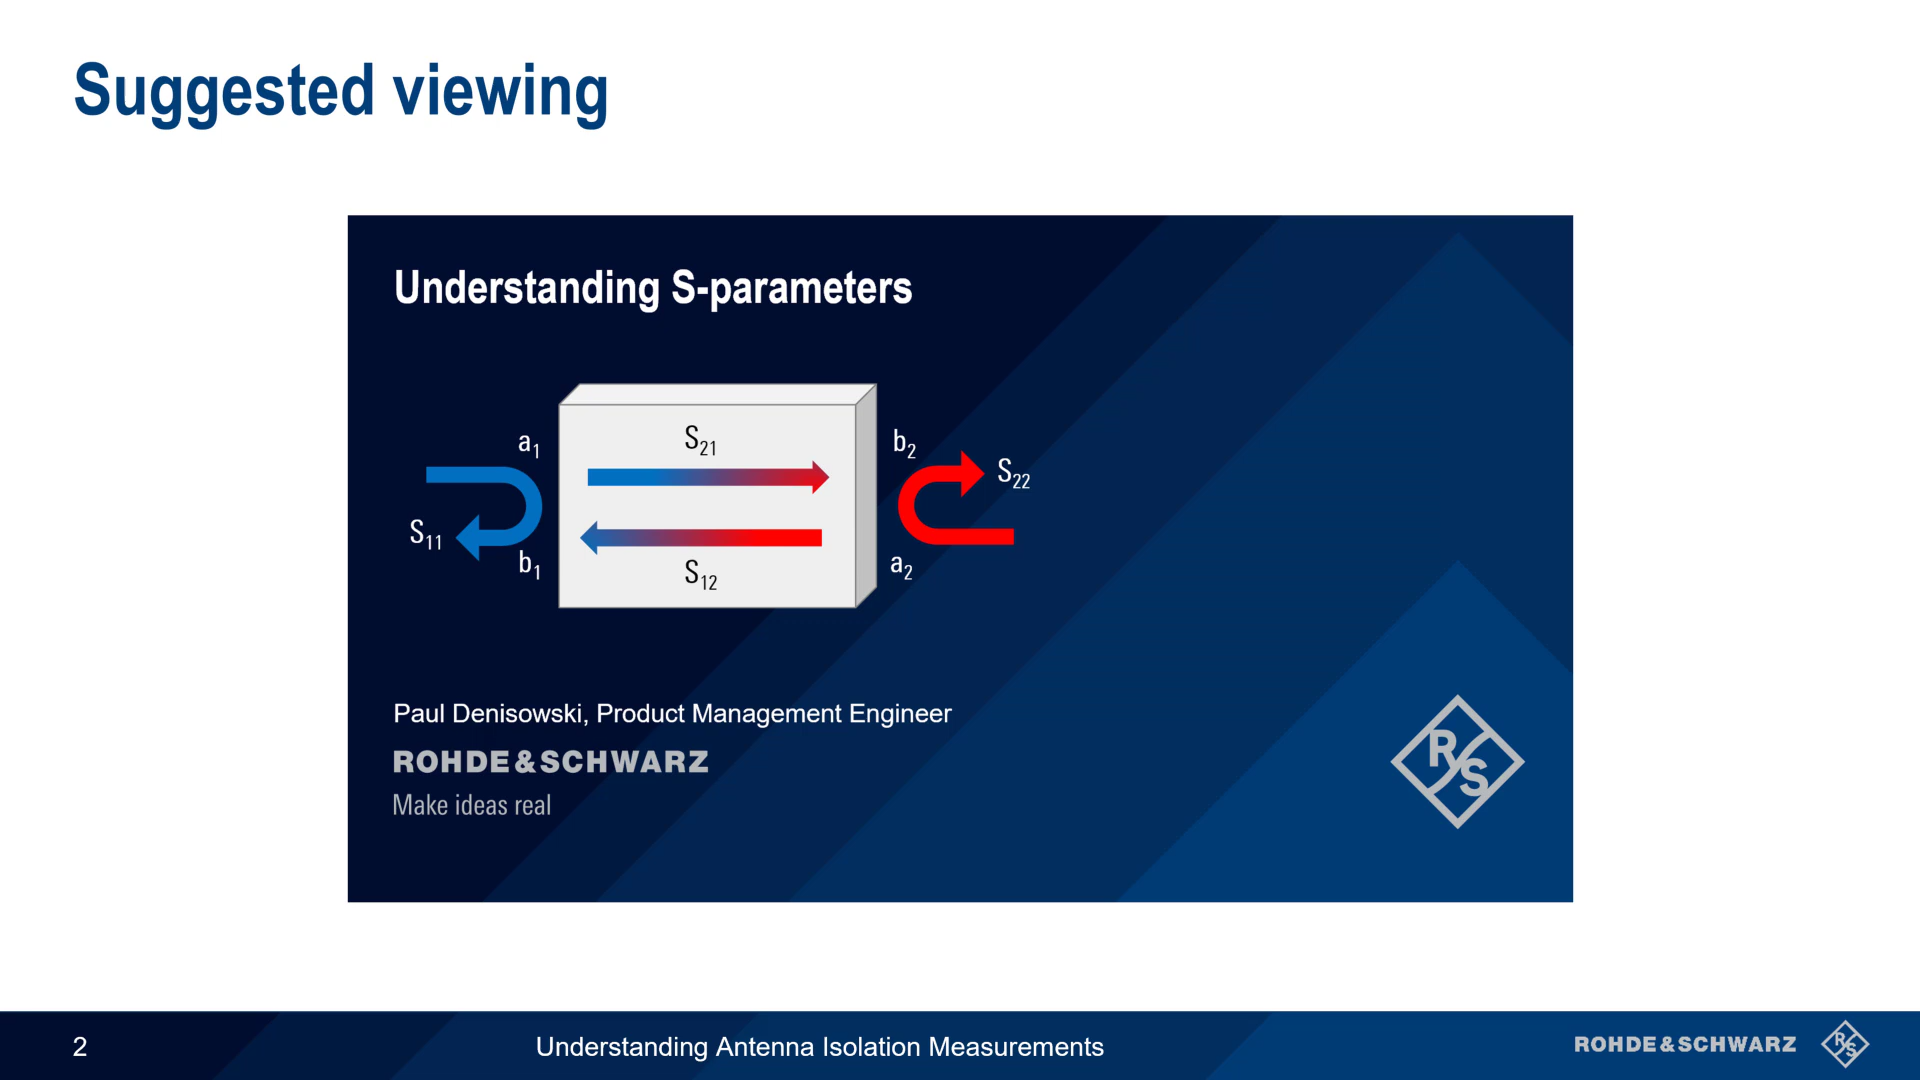 Suggested viewing
Understanding S-parameters
a1
S21
b2
S22
S11
b1
S12
a2
Paul Denisowski, Product Management Engineer
ROHDE&SCHWARZ
Make ideas real
R S
2
Understanding Antenna Isolation Measurements
ROHDE&SCHWARZ
R S